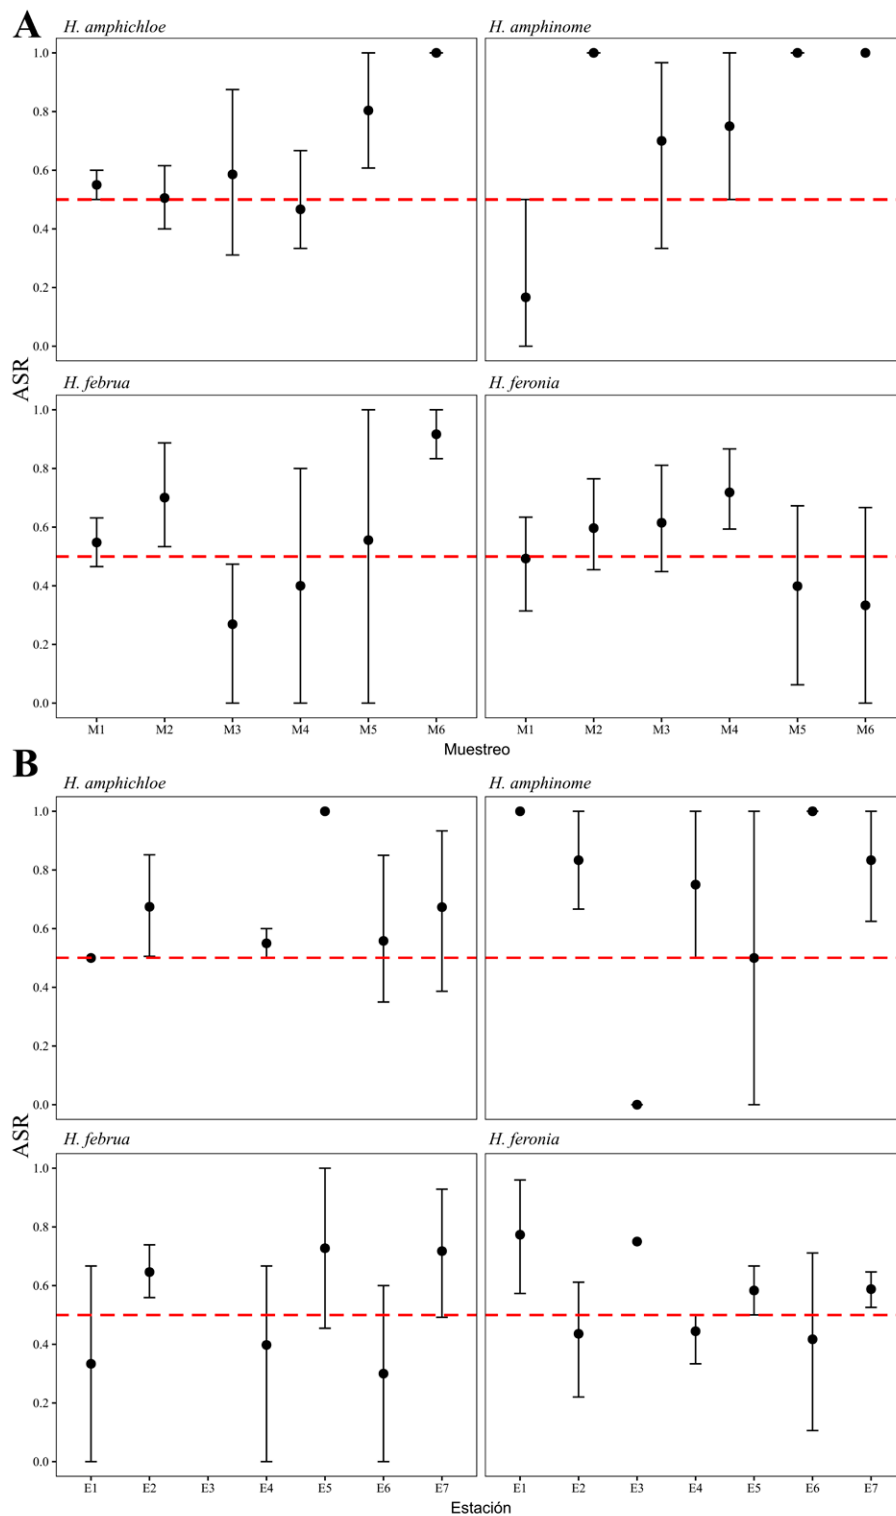 A
H. amphichloe
H. amphinome
1.0
0.8
0.6
0.4
0.2
0.0
ASR
H. februa
H. feronia
1.0
0.8
0.6
0.4
0.2
0.0
M1 M2 M3 M4 M5 M6 M1 M2 M3 M4 M5 M6
Muestreo
B
H. amphichloe
H. amphinome
1.0
0.8
0.6
0.4
0.2
0.0
ASR
H. februa
H. feronia
1.0
0.8
0.6
0.4
0.2
0.0
E1 E2 E3 E4 E5 E6 E7 E1 E2 E3 E4 E5 E6 E7
Estación